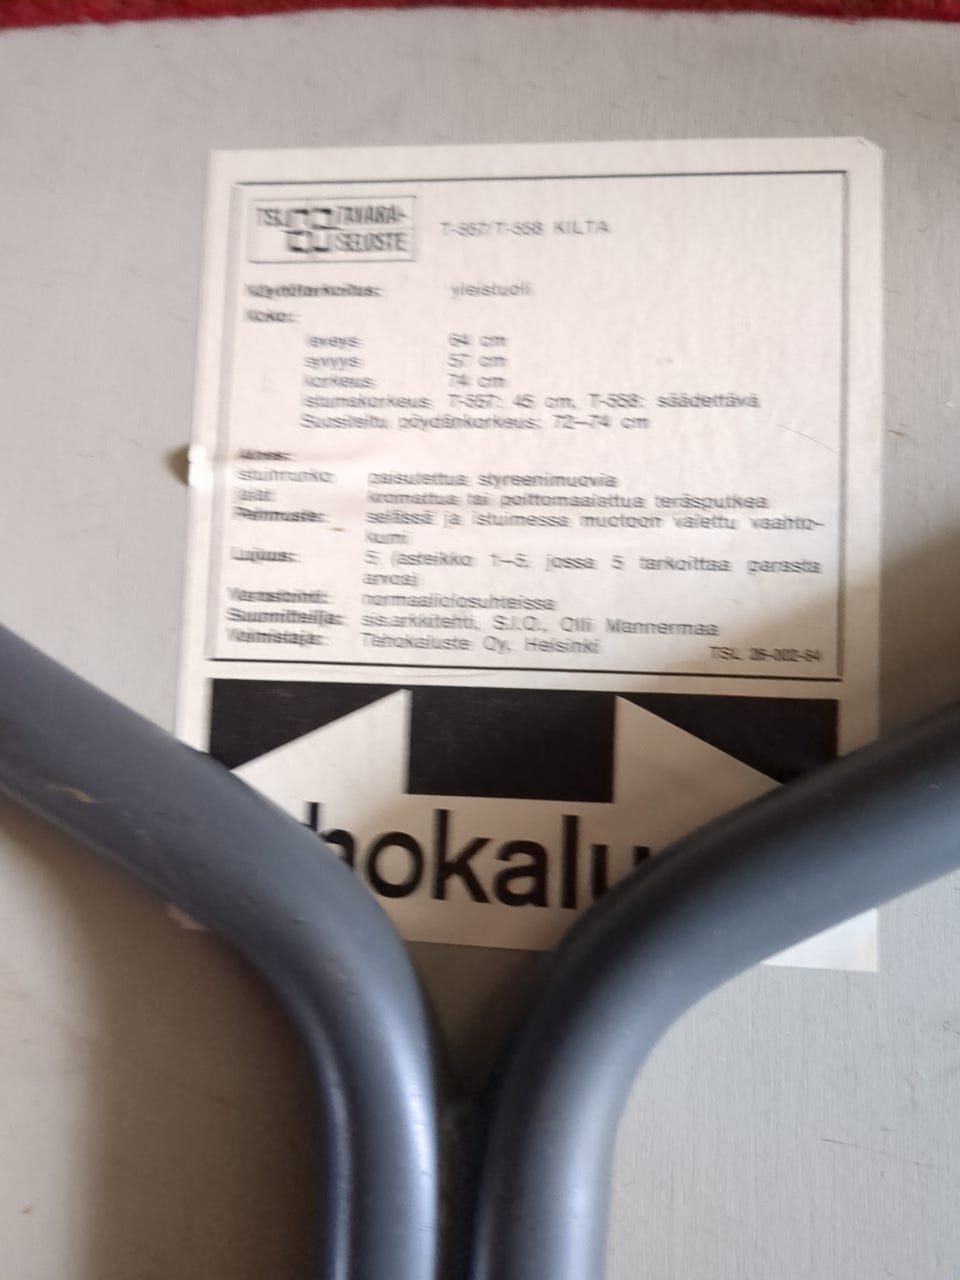 TSL TAVARA-
SELOSTE
T-557/T-558 KILTA
Käyttötarkoitus: yleistuoli
Koko:
leveys: 64 cm
syvyys: 57 cm
korkeus: 74 cm
istumakorkeus: T-557: 45 cm, T-558: säädettävä
Suositeltu pöydänkorkeus: 72–74 cm
Aines:
istuinrunko: paisutettua styreenimuovia
jalat: kromattua tai polttomaalattua teräsputkea
Pehmuste: selässä ja istuimessa muotoon valettu vaahto-
kumi
Lujuus: 5 (asteikko 1–5, jossa 5 tarkoittaa parasta
arvoa)
normaaliolosuhteissa
Suunnittelija: sis.arkkitehti, S.I.O., Olli Mannermaa
Valmistaja: Tehokaluste Oy, Helsinki
TSL 26-002-64
hokalu